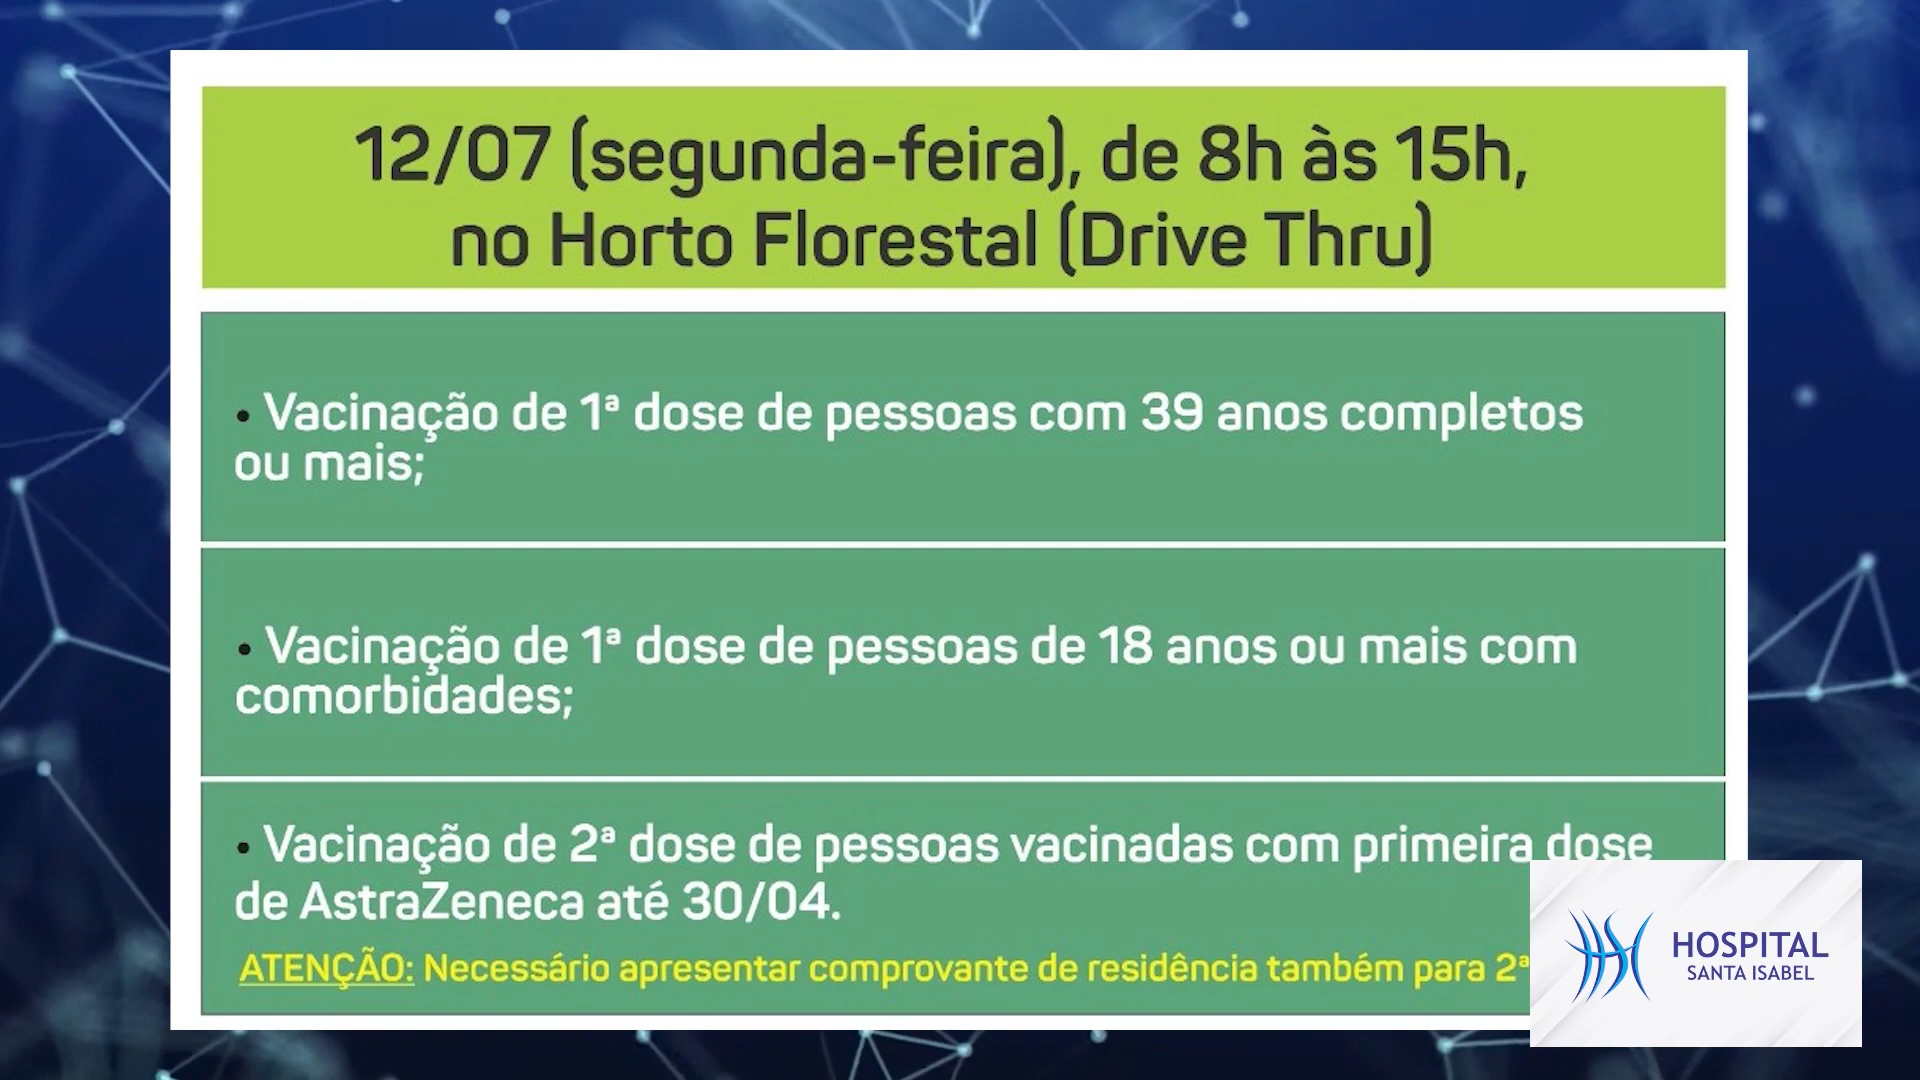 12/07 (segunda-feira), de 8h às 15h,
no Horto Florestal (Drive Thru)
• Vacinação de 1ª dose de pessoas com 39 anos completos
ou mais;
• Vacinação de 1ª dose de pessoas de 18 anos ou mais com
comorbidades;
• Vacinação de 2ª dose de pessoas vacinadas com primeira dose
de AstraZeneca até 30/04.
ATENÇÃO: Necessário apresentar comprovante de residência também para 2ª
HOSPITAL
SANTA ISABEL